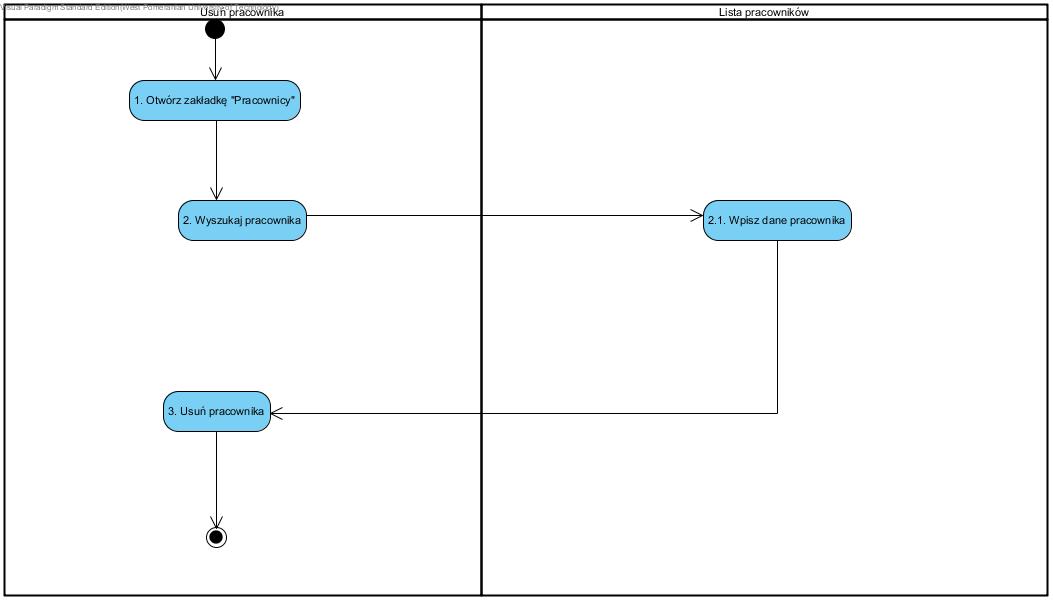 Visual Paradigm Standard Edition(West Pomeranian University of Technology)
Usuń pracownika
Lista pracowników
1. Otwórz zakładkę "Pracownicy"
2. Wyszukaj pracownika
2.1. Wpisz dane pracownika
3. Usuń pracownika